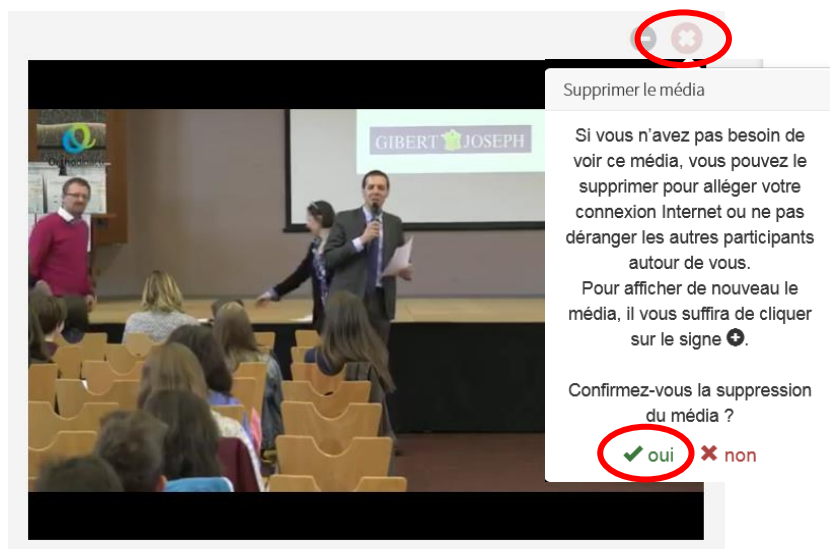 Supprimer le média
Si vous n'avez pas besoin de
voir ce média, vous pouvez le
supprimer pour alléger votre
connexion Internet ou ne pas
déranger les autres participants
autour de vous.
Pour afficher de nouveau le
média, il vous suffira de cliquer
sur le signe +.
Confirmez-vous la suppression
du média ?
✔ oui ✖ non
GIBERT JOSEPH